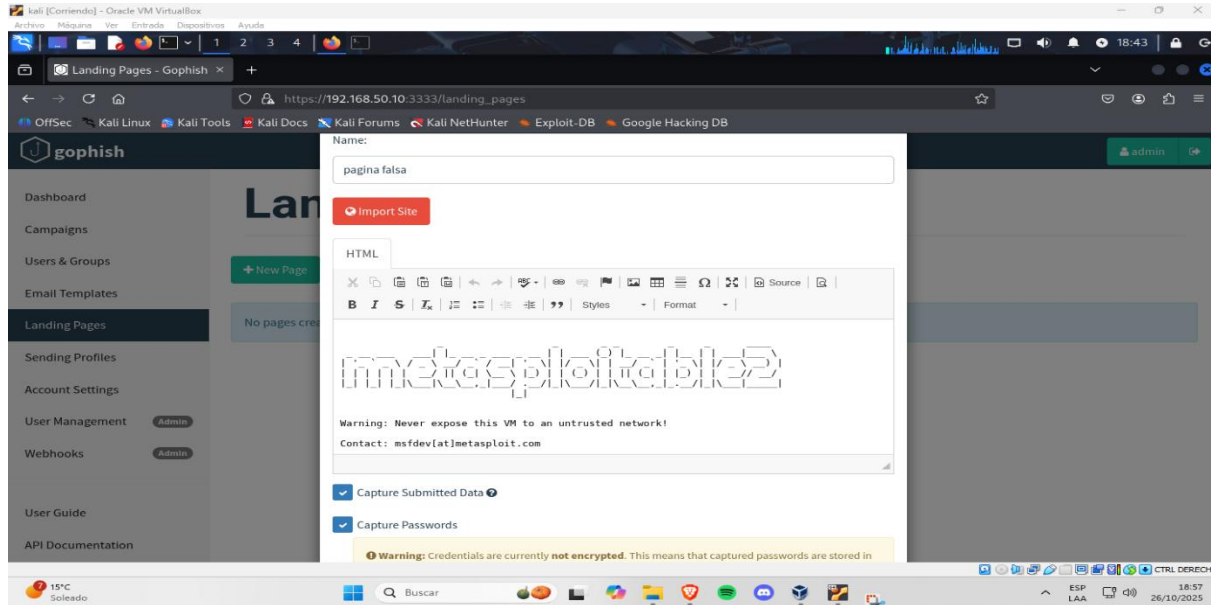 kali [Corriendo] - Oracle VM VirtualBox
Archivo Máquina Ver Entrada Dispositivos Ayuda
1 2 3 4 18:43
Landing Pages - Gophish
https://192.168.50.10:3333/landing_pages
OffSec Kali Linux Kali Tools Kali Docs Kali Forums Kali NetHunter Exploit-DB Google Hacking DB
gophish
admin
Name:
pagina falsa
Dashboard
Lan
Import Site
Campaigns
HTML
Users & Groups
+ New Page
Source
Email Templates
B I S Styles Format
Landing Pages
No pages crea
metasploitable2
Sending Profiles
Account Settings
User Management Admin
Warning: Never expose this VM to an untrusted network!
Contact: msfdev[at]metasploit.com
Webhooks Admin
Capture Submitted Data
User Guide
Capture Passwords
API Documentation
Warning: Credentials are currently not encrypted. This means that captured passwords are stored in
CTRL DERECH
15°C
Soleado
Buscar
ESP
LAA
18:57
26/10/2025